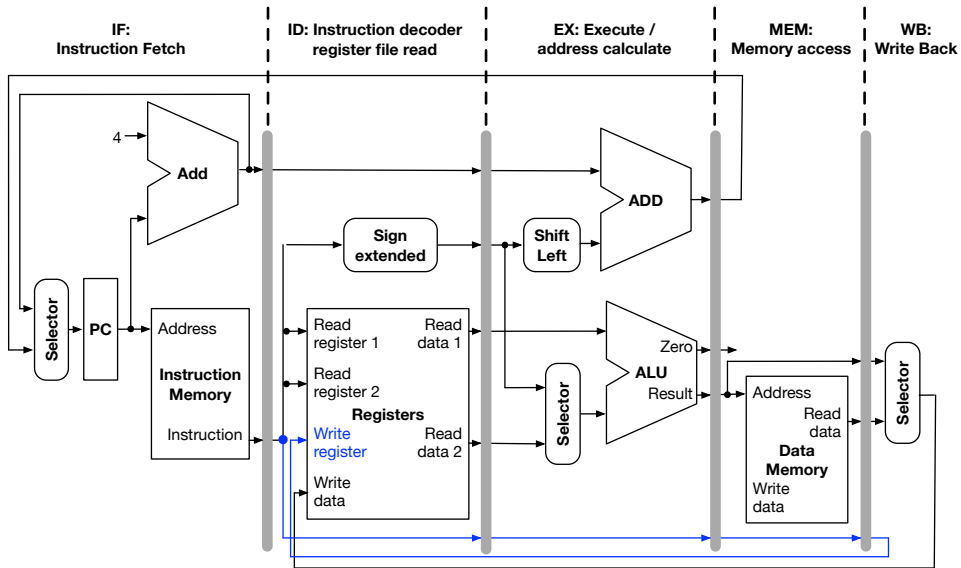 IF:
Instruction Fetch
ID: Instruction decoder
register file read
EX: Execute /
address calculate
MEM:
Memory access
WB:
Write Back
4
Add
ADD
Sign
extended
Shift
Left
Selector
PC
Address
Instruction
Memory
Instruction
Read
register 1
Read
data 1
Read
register 2
Registers
Write
register
Read
data 2
Write
data
Selector
Zero
ALU
Result
Address
Read
data
Data
Memory
Write
data
Selector